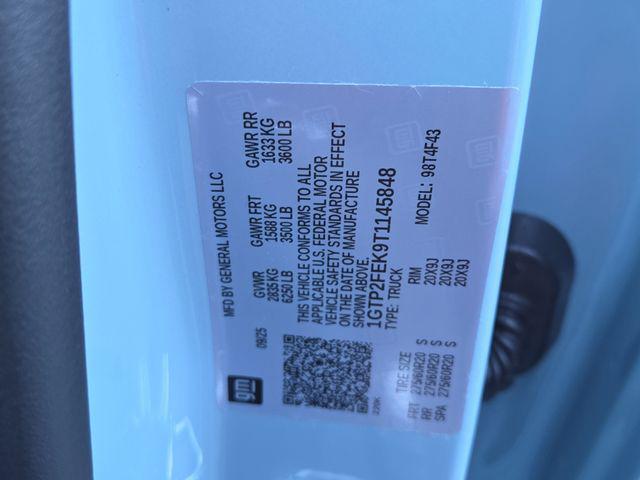 MFD BY GENERAL MOTORS LLC
09/25
GVWR GAWR FRT GAWR RR
2835 KG 1588 KG 1633 KG
6250 LB 3500 LB 3600 LB
THIS VEHICLE CONFORMS TO ALL
APPLICABLE U.S. FEDERAL MOTOR
VEHICLE SAFETY STANDARDS IN EFFECT
ON THE DATE OF MANUFACTURE
SHOWN ABOVE.
1GTP2FEK9T1145848
TYPE: TRUCK MODEL: 98T4F43
TIRE SIZE RIM
FRT 275/60R20 S 20X9J
RR 275/60R20 S 20X9J
SPA 275/60R20 S 20X9J
gm